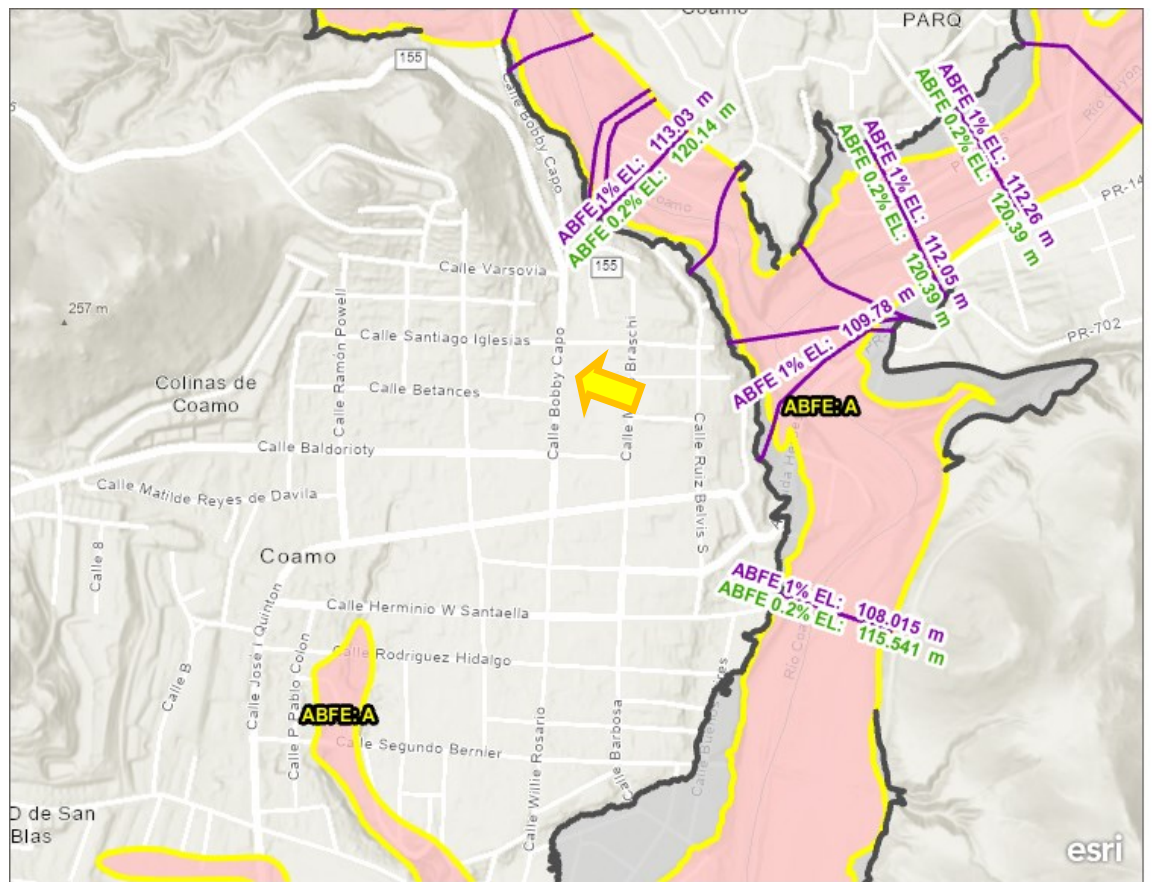 Coamo
PARQ
155
Calle Bobby Capo
ABFE 1% EL: 113.03 m
ABFE 0.2% EL: 120.14 m
Coamo
ABFE 1% EL: 112.26 m
ABFE 0.2% EL: 120.39 m
ABFE 1% EL: 112.05 m
ABFE 0.2% EL: 120.39 m
PR-14
Calle Varsovia
155
257 m
Calle Ramón Powell
Calle Santiago Iglesias
Calle Bobby Capo
Braschi
ABFE 1% EL: 109.78 m
PR-702
Colinas de
Coamo
Calle Betances
ABFE: A
Calle Baldorioty
Calle Ruiz Belvis S
Calle Matilde Reyes de Davila
Calle 8
Coamo
ABFE 1% EL: 108.015 m
ABFE 0.2% EL: 115.541 m
Calle Herminio W Santaella
Calle José I Quinton
Calle P Pablo Colon
Calle Rodriguez Hidalgo
Calle B
ABFE: A
Calle Segundo Bernier
Calle Willie Rosario
Calle Barbosa
D de San
Blas
esri